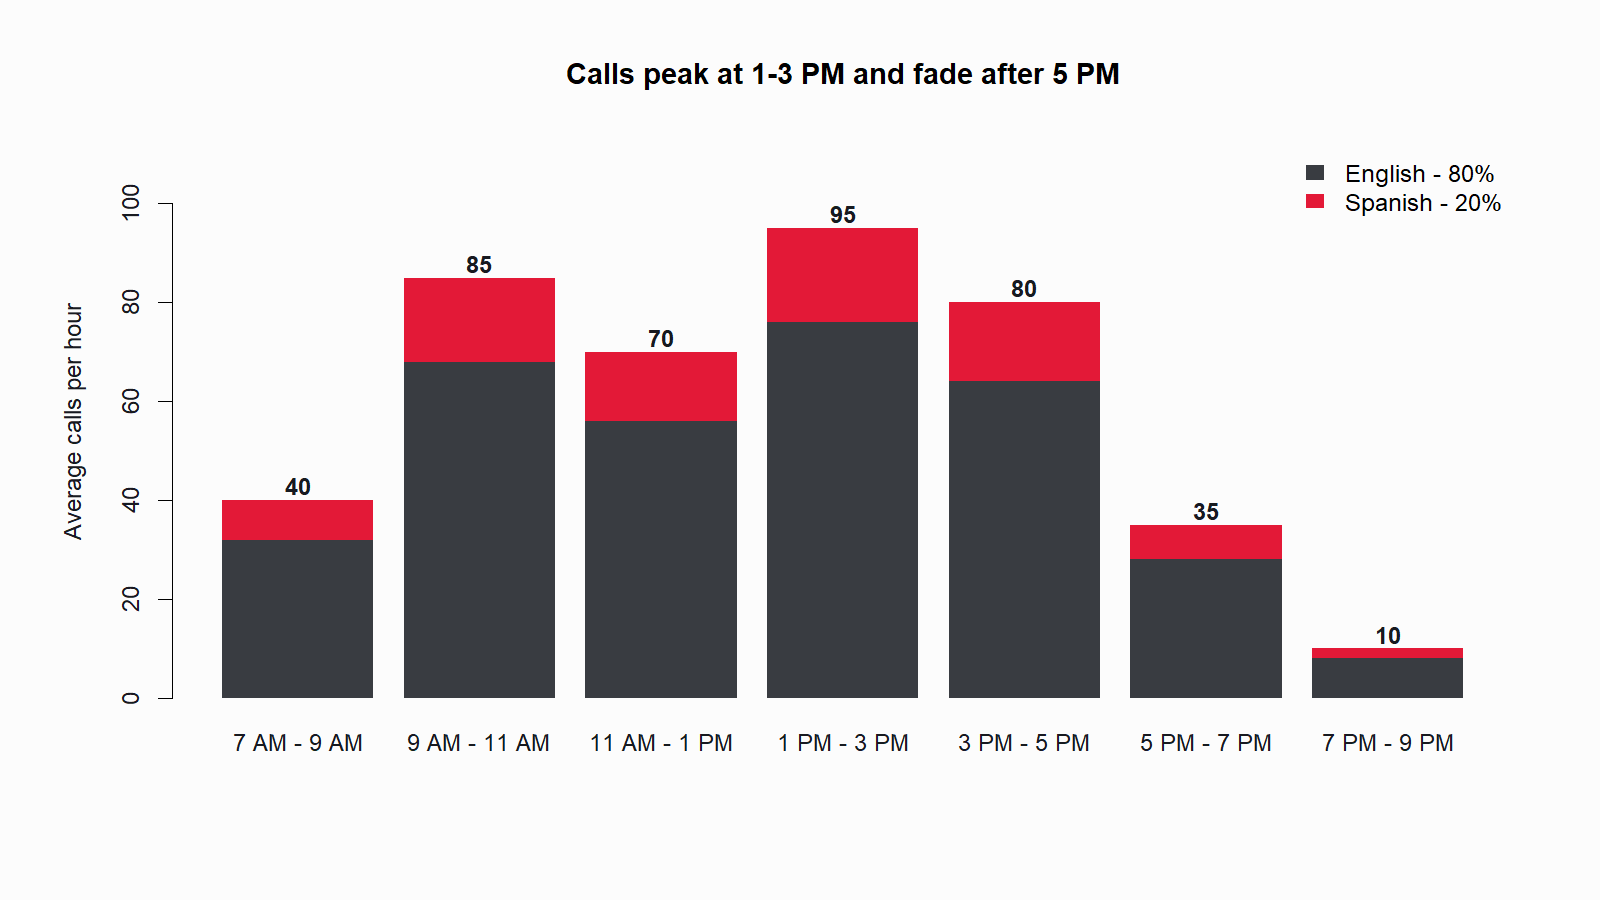 Calls peak at 1-3 PM and fade after 5 PM
English - 80%
Spanish - 20%
Average calls per hour
100
80
60
40
20
0
40
85
70
95
80
35
10
7 AM - 9 AM
9 AM - 11 AM
11 AM - 1 PM
1 PM - 3 PM
3 PM - 5 PM
5 PM - 7 PM
7 PM - 9 PM